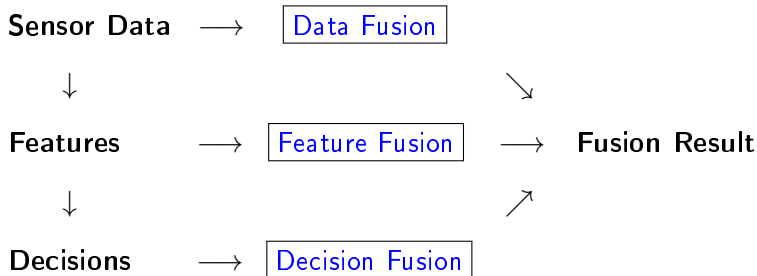 Sensor Data ⟶ Data Fusion
↓ ↘
Features ⟶ Feature Fusion ⟶ Fusion Result
↓ ↗
Decisions ⟶ Decision Fusion